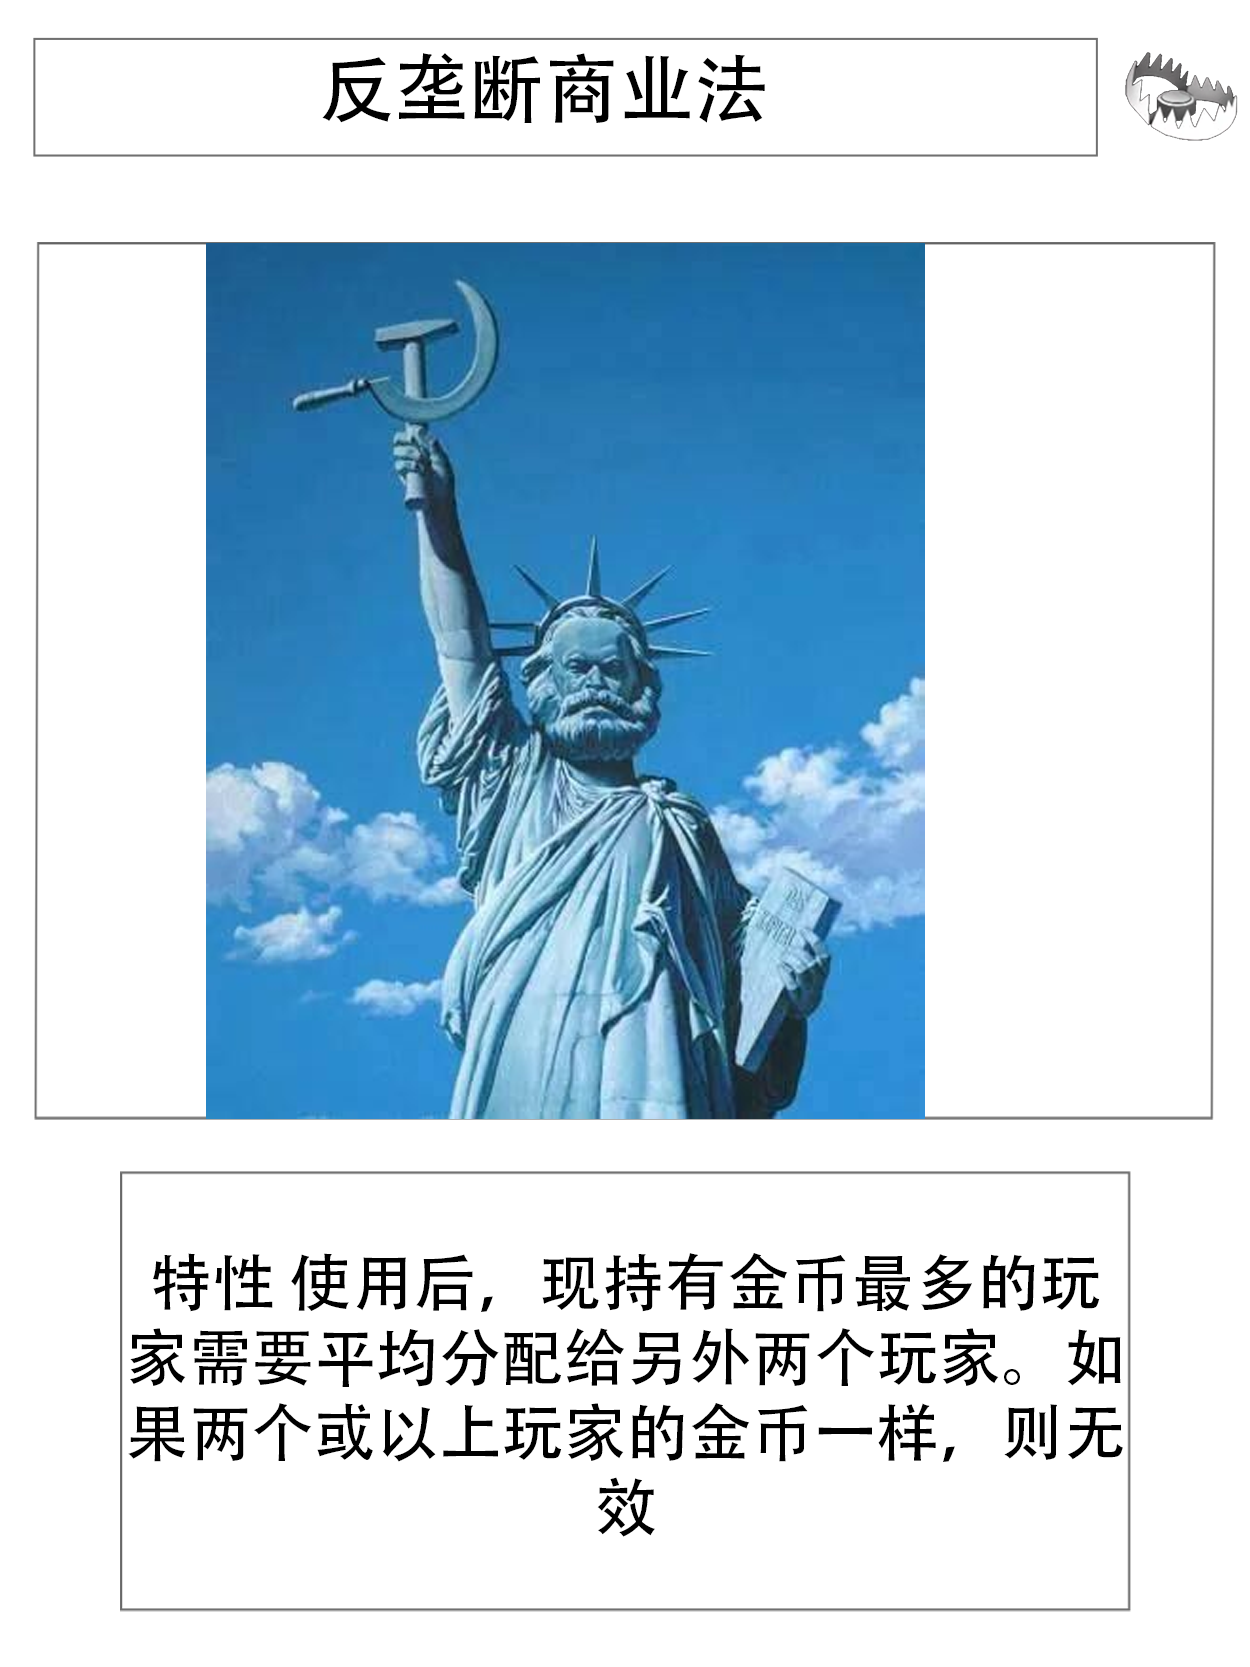 反垄断商业法
DAS
KAPITAL
特性 使用后，现持有金币最多的玩
家需要平均分配给另外两个玩家。如
果两个或以上玩家的金币一样，则无
效